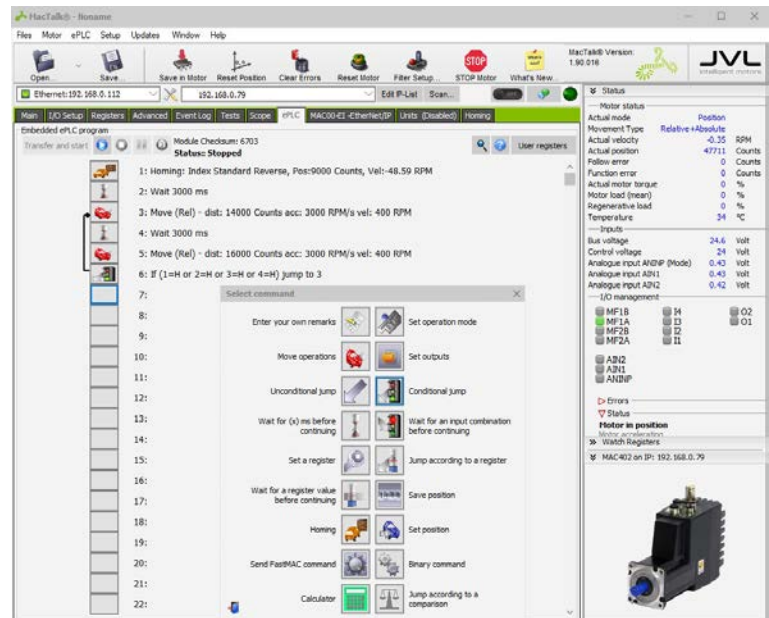 MacTalk® - Noname
Files Motor ePLC Setup Updates Window Help
Open... Save... Save in Motor Reset Position Clear Errors Reset Motor Filter Setup... STOP Motor What's New...
STOP
MacTalk® Version:
1.90.016
JVL
intelligent motors
Ethernet:192.168.0.112 192.168.0.79 Edit IP-List Scan...
Main I/O Setup Registers Advanced Event Log Tests Scope ePLC MAC00-EI -EtherNet/IP Units (Disabled) Homing
Embedded ePLC program
Transfer and start Module Checksum: 6703 User registers
Status: Stopped
1: Homing: Index Standard Reverse, Pos:9000 Counts, Vel:-48.59 RPM
2: Wait 3000 ms
3: Move (Rel) - dist: 14000 Counts acc: 3000 RPM/s vel: 400 RPM
4: Wait 3000 ms
5: Move (Rel) - dist: 16000 Counts acc: 3000 RPM/s vel: 400 RPM
6: If (1=H or 2=H or 3=H or 4=H) jump to 3
7:
8:
9:
10:
11:
12:
13:
14:
15:
16:
17:
18:
19:
20:
21:
22:
Select command
Enter your own remarks Set operation mode
Move operations Set outputs
Unconditional jump Conditional jump
Wait for (x) ms before
continuing
Wait for an input combination
before continuing
Set a register Jump according to a register
Wait for a register value
before continuing
Save position
Homing Set position
Send FastMAC command Binary command
Calculator
Jump according to a
comparison
Status
Motor status
Actual mode Position
Movement Type Relative+Absolute
Actual velocity -0.35 RPM
Actual position 47711 Counts
Follow error 0 Counts
Function error 0 Counts
Actual motor torque 0 %
Motor load (mean) 0 %
Regenerative load 0 %
Temperature 34 °C
Inputs
Bus voltage 24.6 Volt
Control voltage 24 Volt
Analogue input ANINP (Mode) 0.43 Volt
Analogue input AIN1 0.43 Volt
Analogue input AIN2 0.42 Volt
I/O management
MF1B I4 O2
MF1A I3 O1
MF2B I2
MF2A I1
AIN2
AIN1
ANINP
Errors
Status
Motor in position
Motor accelerating
Watch Registers
MAC402 on IP: 192.168.0.79